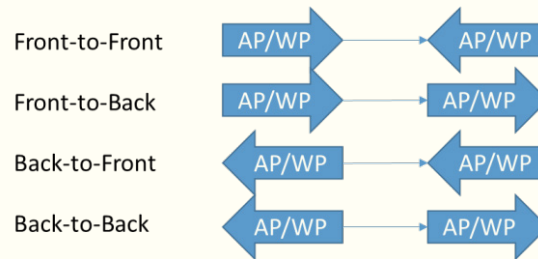 Front-to-Front AP/WP AP/WP
Front-to-Back AP/WP AP/WP
Back-to-Front AP/WP AP/WP
Back-to-Back AP/WP AP/WP